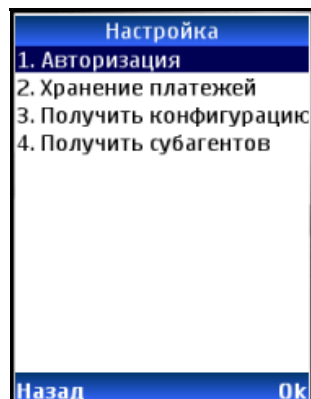 Настройка
1. Авторизация
2. Хранение платежей
3. Получить конфигурацию
4. Получить субагентов
Назад Ok